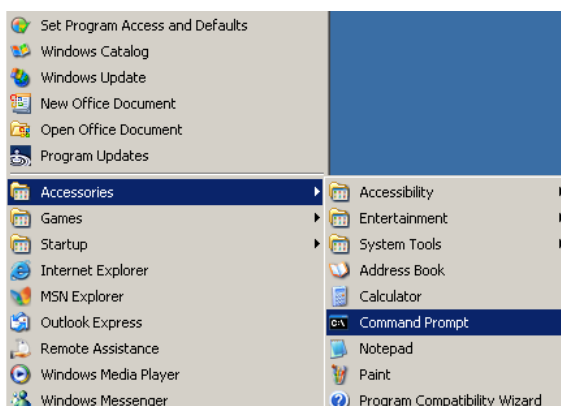 Set Program Access and Defaults
Windows Catalog
Windows Update
New Office Document
Open Office Document
Program Updates
Accessories
Games
Startup
Internet Explorer
MSN Explorer
Outlook Express
Remote Assistance
Windows Media Player
Windows Messenger
Accessibility
Entertainment
System Tools
Address Book
Calculator
C:\ Command Prompt
Notepad
Paint
Program Compatibility Wizard